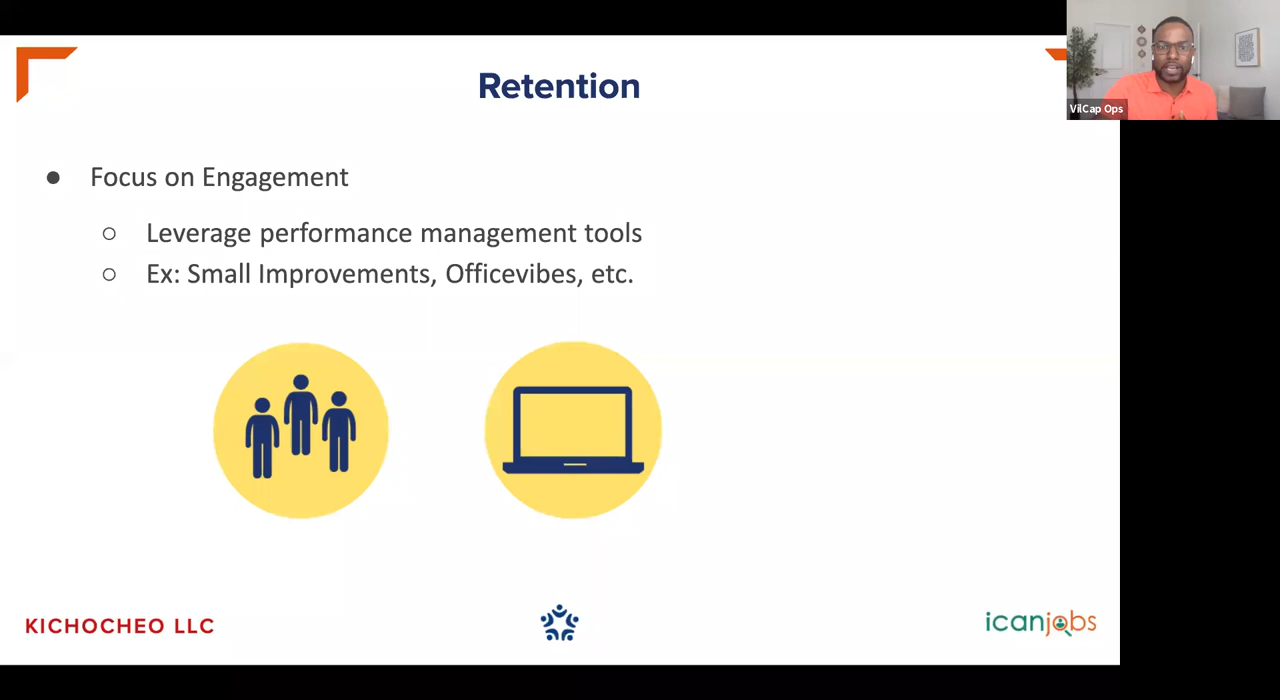 Retention
VilCap Ops
● Focus on Engagement
○ Leverage performance management tools
○ Ex: Small Improvements, Officevibes, etc.
KICHOCHEO LLC
icanjobs